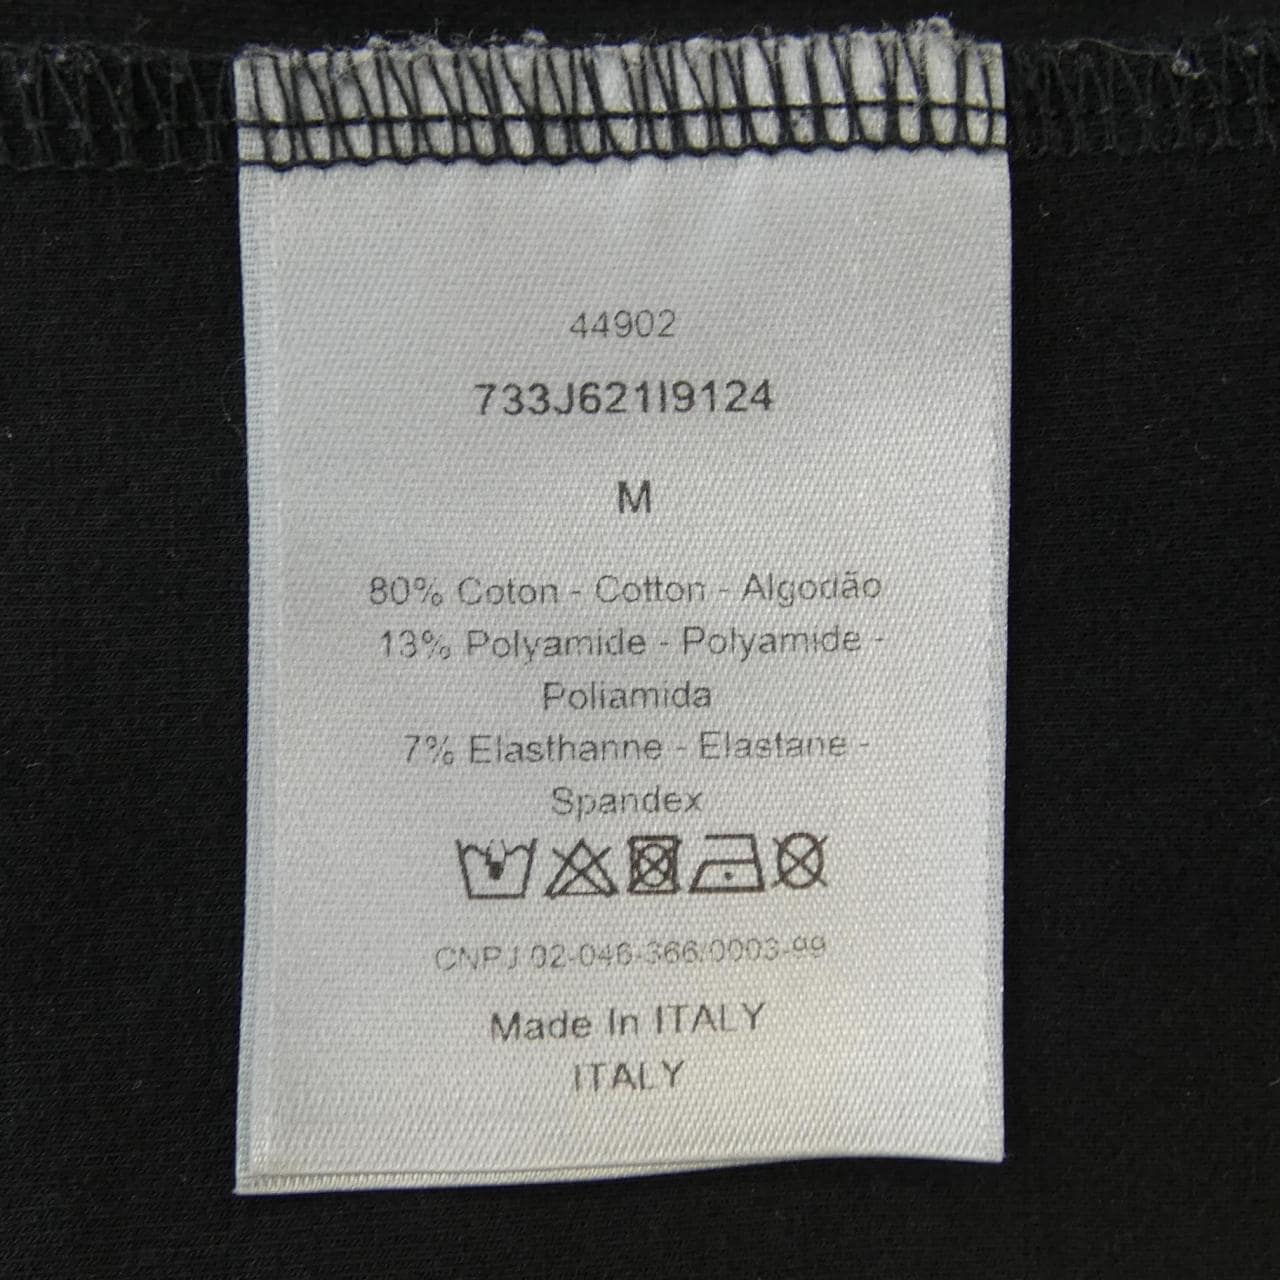 44902
733J621I9124
M
80% Coton - Cotton - Algodão
13% Polyamide - Polyamide -
Poliamida
7% Elasthanne - Elastane -
Spandex
CNPJ 02-046-366/0003-99
Made In ITALY
ITALY